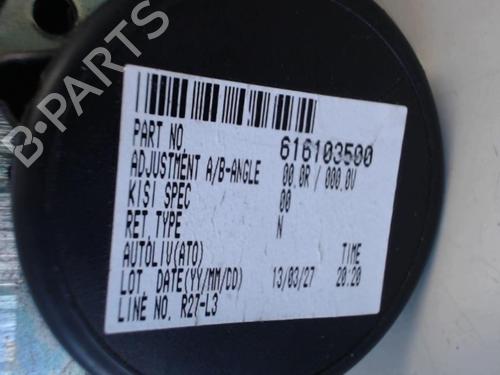 B-PARTS
PART NO 616103500
ADJUSTMENT A/B-ANGLE 00.0R / 000.0V
KISI SPEC 00
RET.TYPE N
AUTOLIV(ATO) TIME
LOT DATE(YY/MM/DD) 13/03/27 20:20
LINE NO. R27-L3